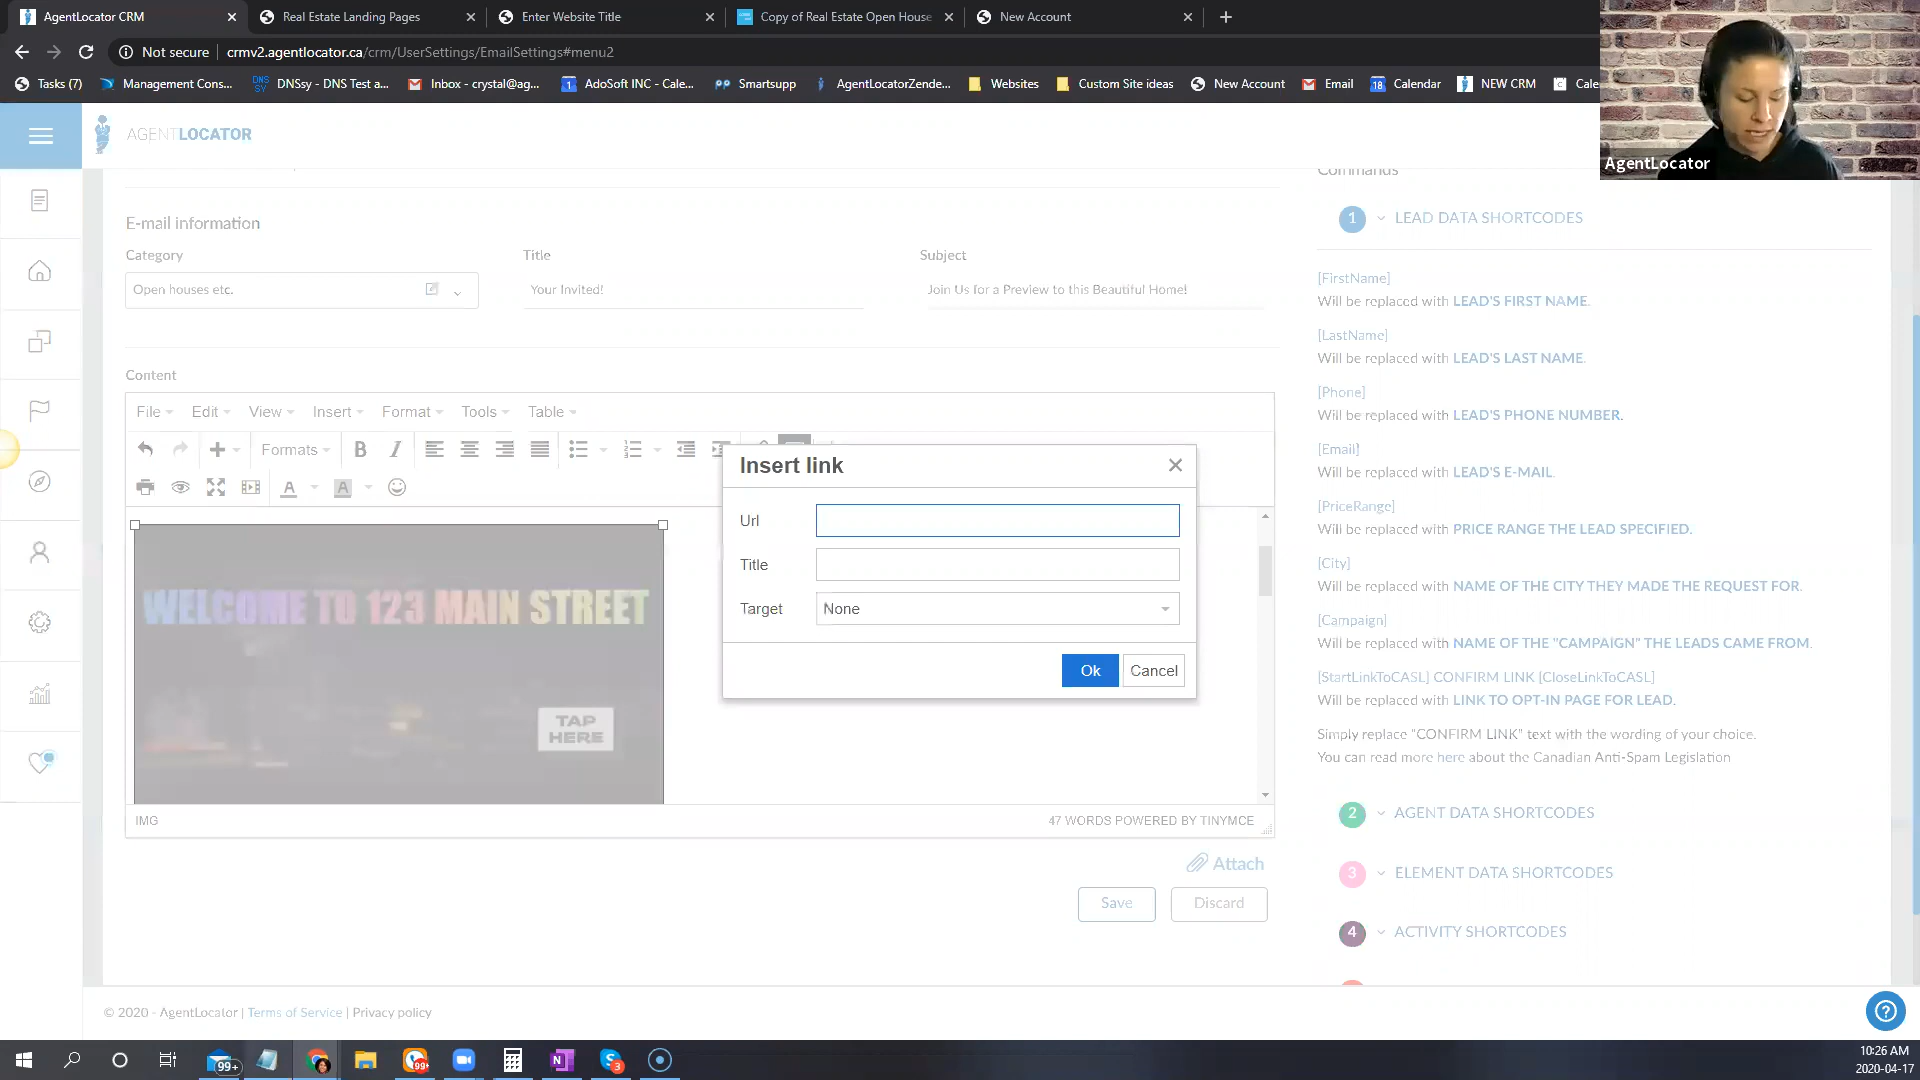 AgentLocator CRM
Real Estate Landing Pages
Enter Website Title
Copy of Real Estate Open House
New Account
Not secure
crmv2.agentlocator.ca/crm/UserSettings/EmailSettings#menu2
Tasks (7)
Management Cons...
DNSsy - DNS Test a...
Inbox - crystal@ag...
AdoSoft INC - Cale...
Smartsupp
AgentLocatorZende...
Websites
Custom Site ideas
New Account
Email
Calendar
NEW CRM
Cale
AgentLocator
AGENTLOCATOR
Commands
E-mail information
Category
Title
Subject
Open houses etc.
Your Invited!
Join Us for a Preview to this Beautiful Home!
Content
File Edit View Insert Format Tools Table
Formats
WELCOME TO 123 MAIN STREET
TAP
HERE
IMG
47 WORDS POWERED BY TINYMCE
Attach
Save
Discard
Insert link
Url
Title
Target
None
Ok
Cancel
1 LEAD DATA SHORTCODES
[FirstName]
Will be replaced with LEAD'S FIRST NAME.
[LastName]
Will be replaced with LEAD'S LAST NAME.
[Phone]
Will be replaced with LEAD'S PHONE NUMBER.
[Email]
Will be replaced with LEAD'S E-MAIL.
[PriceRange]
Will be replaced with PRICE RANGE THE LEAD SPECIFIED.
[City]
Will be replaced with NAME OF THE CITY THEY MADE THE REQUEST FOR.
[Campaign]
Will be replaced with NAME OF THE "CAMPAIGN" THE LEADS CAME FROM.
[StartLinkToCASL] CONFIRM LINK [CloseLinkToCASL]
Will be replaced with LINK TO OPT-IN PAGE FOR LEAD.
Simply replace "CONFIRM LINK" text with the wording of your choice.
You can read more here about the Canadian Anti-Spam Legislation
2 AGENT DATA SHORTCODES
3 ELEMENT DATA SHORTCODES
4 ACTIVITY SHORTCODES
© 2020 - AgentLocator | Terms of Service | Privacy policy
99+
99+
3
10:26 AM
2020-04-17